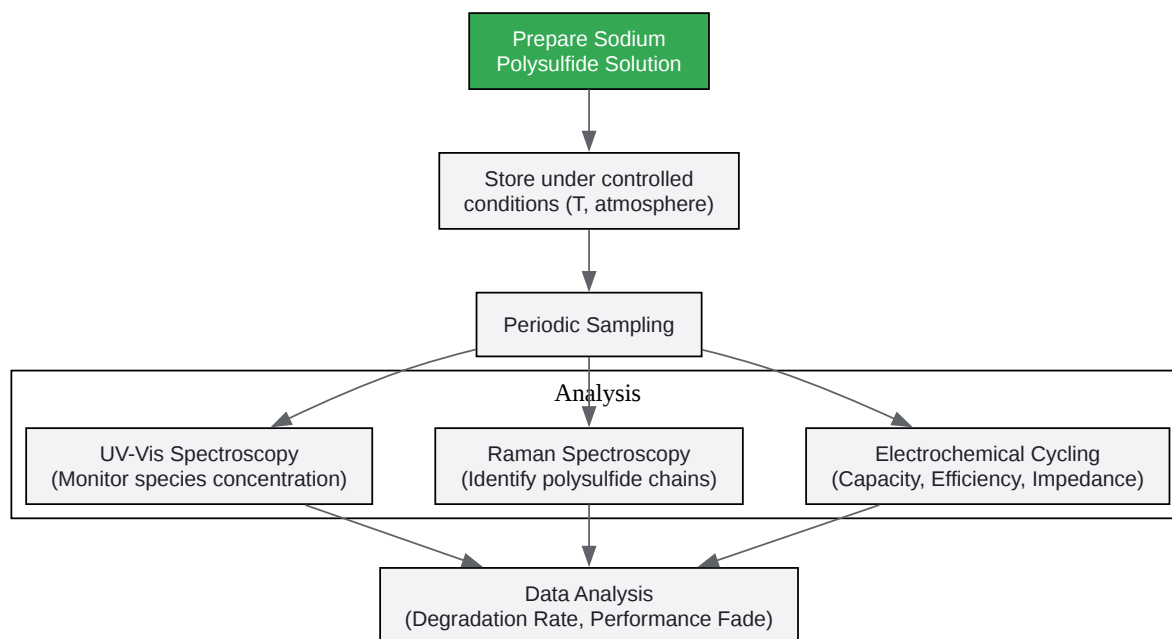 Prepare Sodium
Polysulfide Solution
Store under controlled
conditions (T, atmosphere)
Periodic Sampling
Analysis
UV-Vis Spectroscopy
(Monitor species concentration)
Raman Spectroscopy
(Identify polysulfide chains)
Electrochemical Cycling
(Capacity, Efficiency, Impedance)
Data Analysis
(Degradation Rate, Performance Fade)